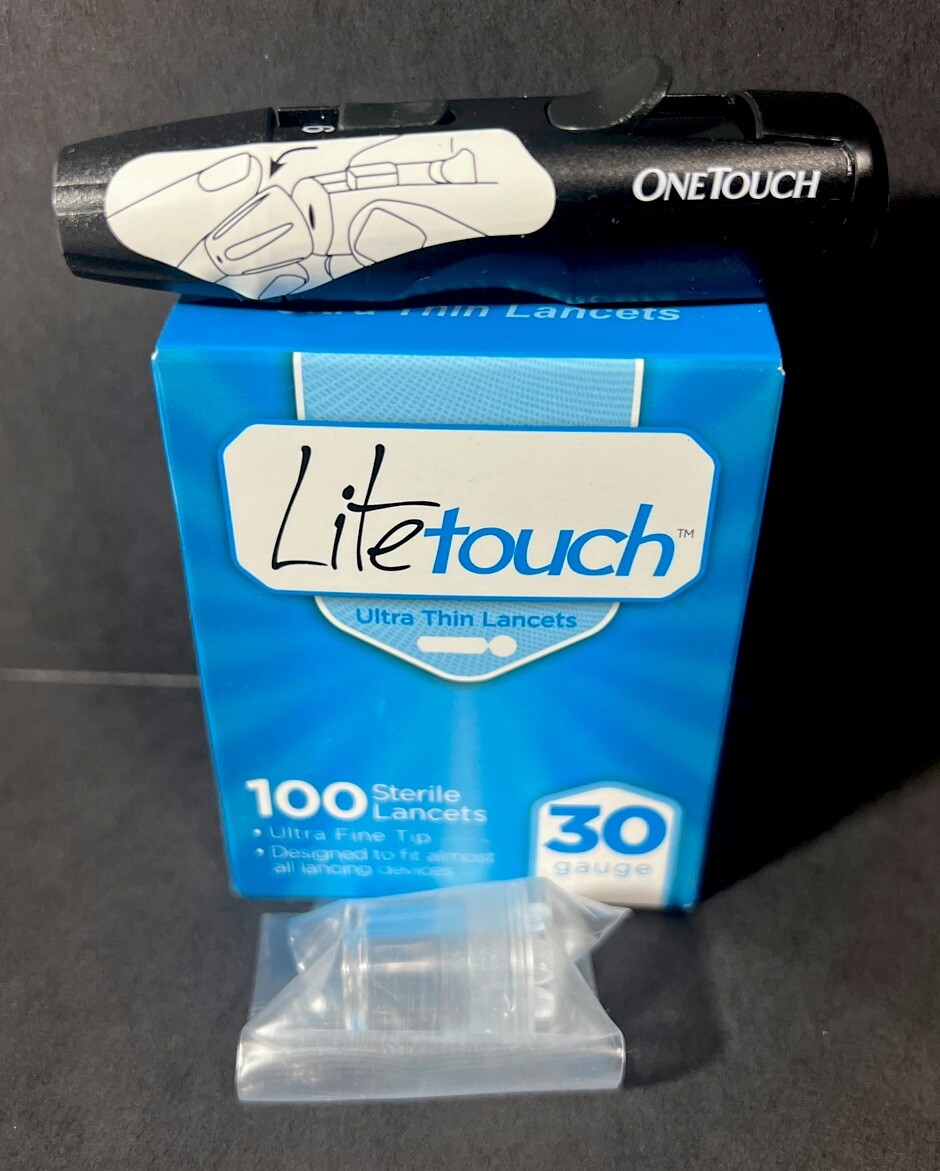 6
ONETOUCH
Ultra Thin Lancets
Litetouch™
Ultra Thin Lancets
100 Sterile
Lancets
• Ultra Fine Tip
• Designed to fit almost
all lancing devices
30
gauge